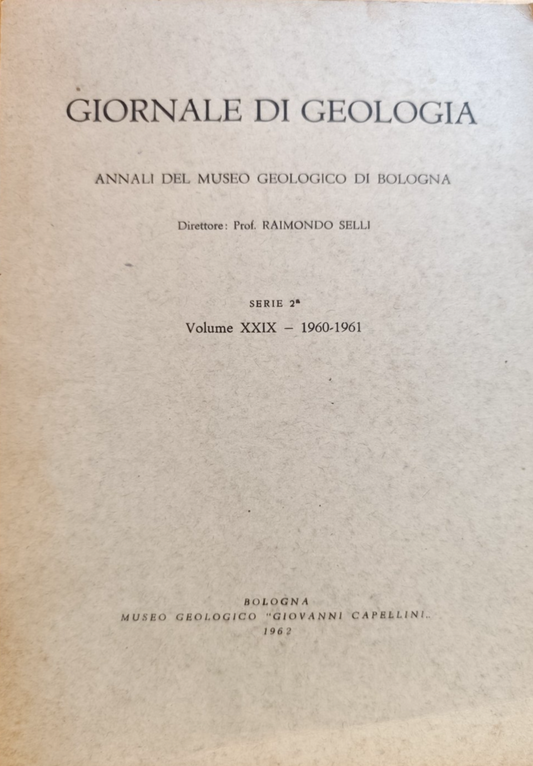 GIORNALE DI GEOLOGIA
ANNALI DEL MUSEO GEOLOGICO DI BOLOGNA
Direttore: Prof. RAIMONDO SELLI
SERIE 2ª
Volume XXIX – 1960-1961
BOLOGNA
MUSEO GEOLOGICO "GIOVANNI CAPELLINI„
1962